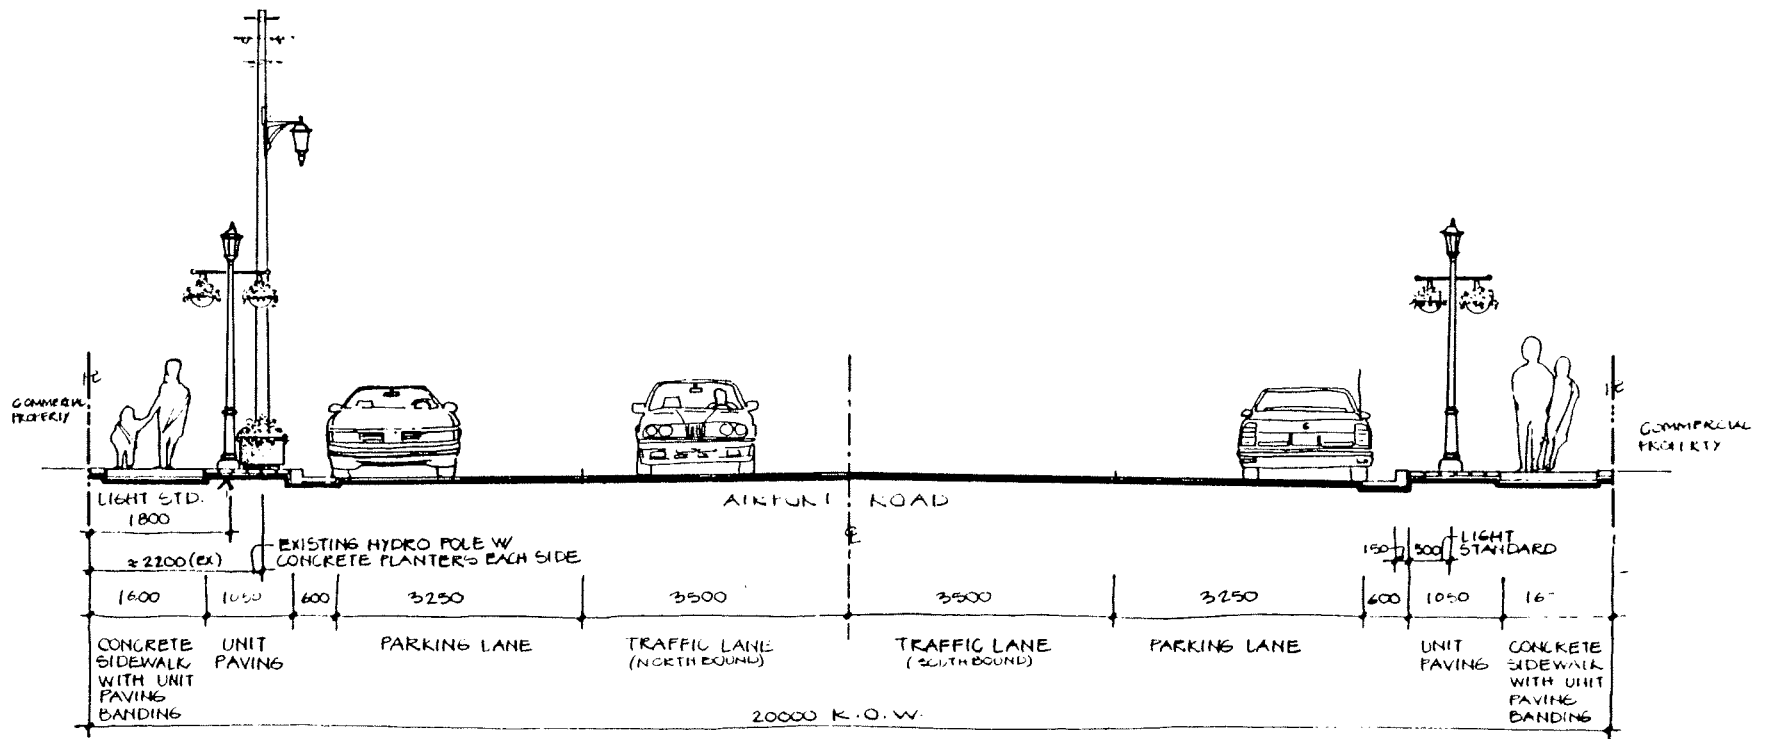 COMMERCIAL
PROPERTY
COMMERCIAL
PROPERTY
LIGHT STD.
1800
AIRPORT ROAD
≈2200(EX)
EXISTING HYDRO POLE W/
CONCRETE PLANTERS EACH SIDE
150
500
LIGHT
STANDARD
1600
1050
600
3250
3500
3500
3250
600
1050
16
CONCRETE
SIDEWALK
WITH UNIT
PAVING
BANDING
UNIT
PAVING
PARKING LANE
TRAFFIC LANE
(NORTHBOUND)
TRAFFIC LANE
(SOUTHBOUND)
PARKING LANE
UNIT
PAVING
CONCRETE
SIDEWALK
WITH UNIT
PAVING
BANDING
20000 R.O.W.